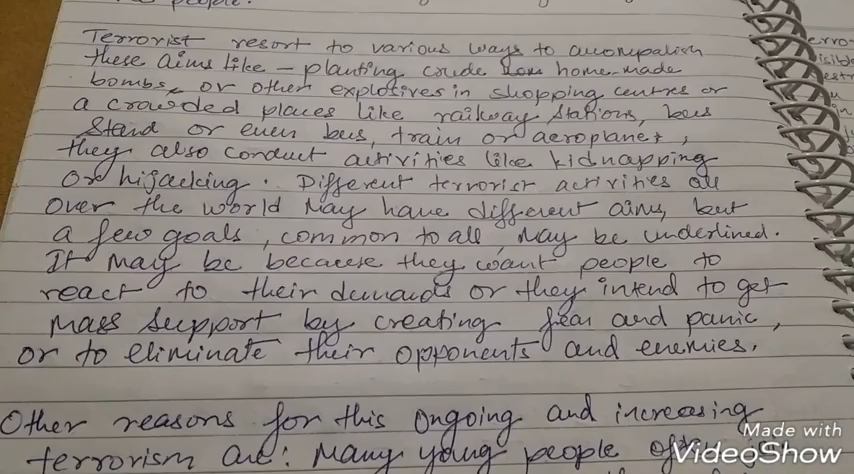 people.
Terrorist resort to various ways to accompalish
these aims like - planting crude home-made
bombs, or other explotives in shopping centres or
a crowded places like railway stations, bus
stand or even bus, train or aeroplanes,
they also conduct activities like kidnapping
or hijacking. Different terrorist activities all
over the world may have different aims, but
a few goals, common to all, may be underlined.
It may be because they want people to
react to their demands or they intend to get
mass support by creating fear and panic,
or to eliminate their opponents and enemies.
Other reasons for this ongoing and increasing
terrorism are: Many young people
Made with
VideoShow